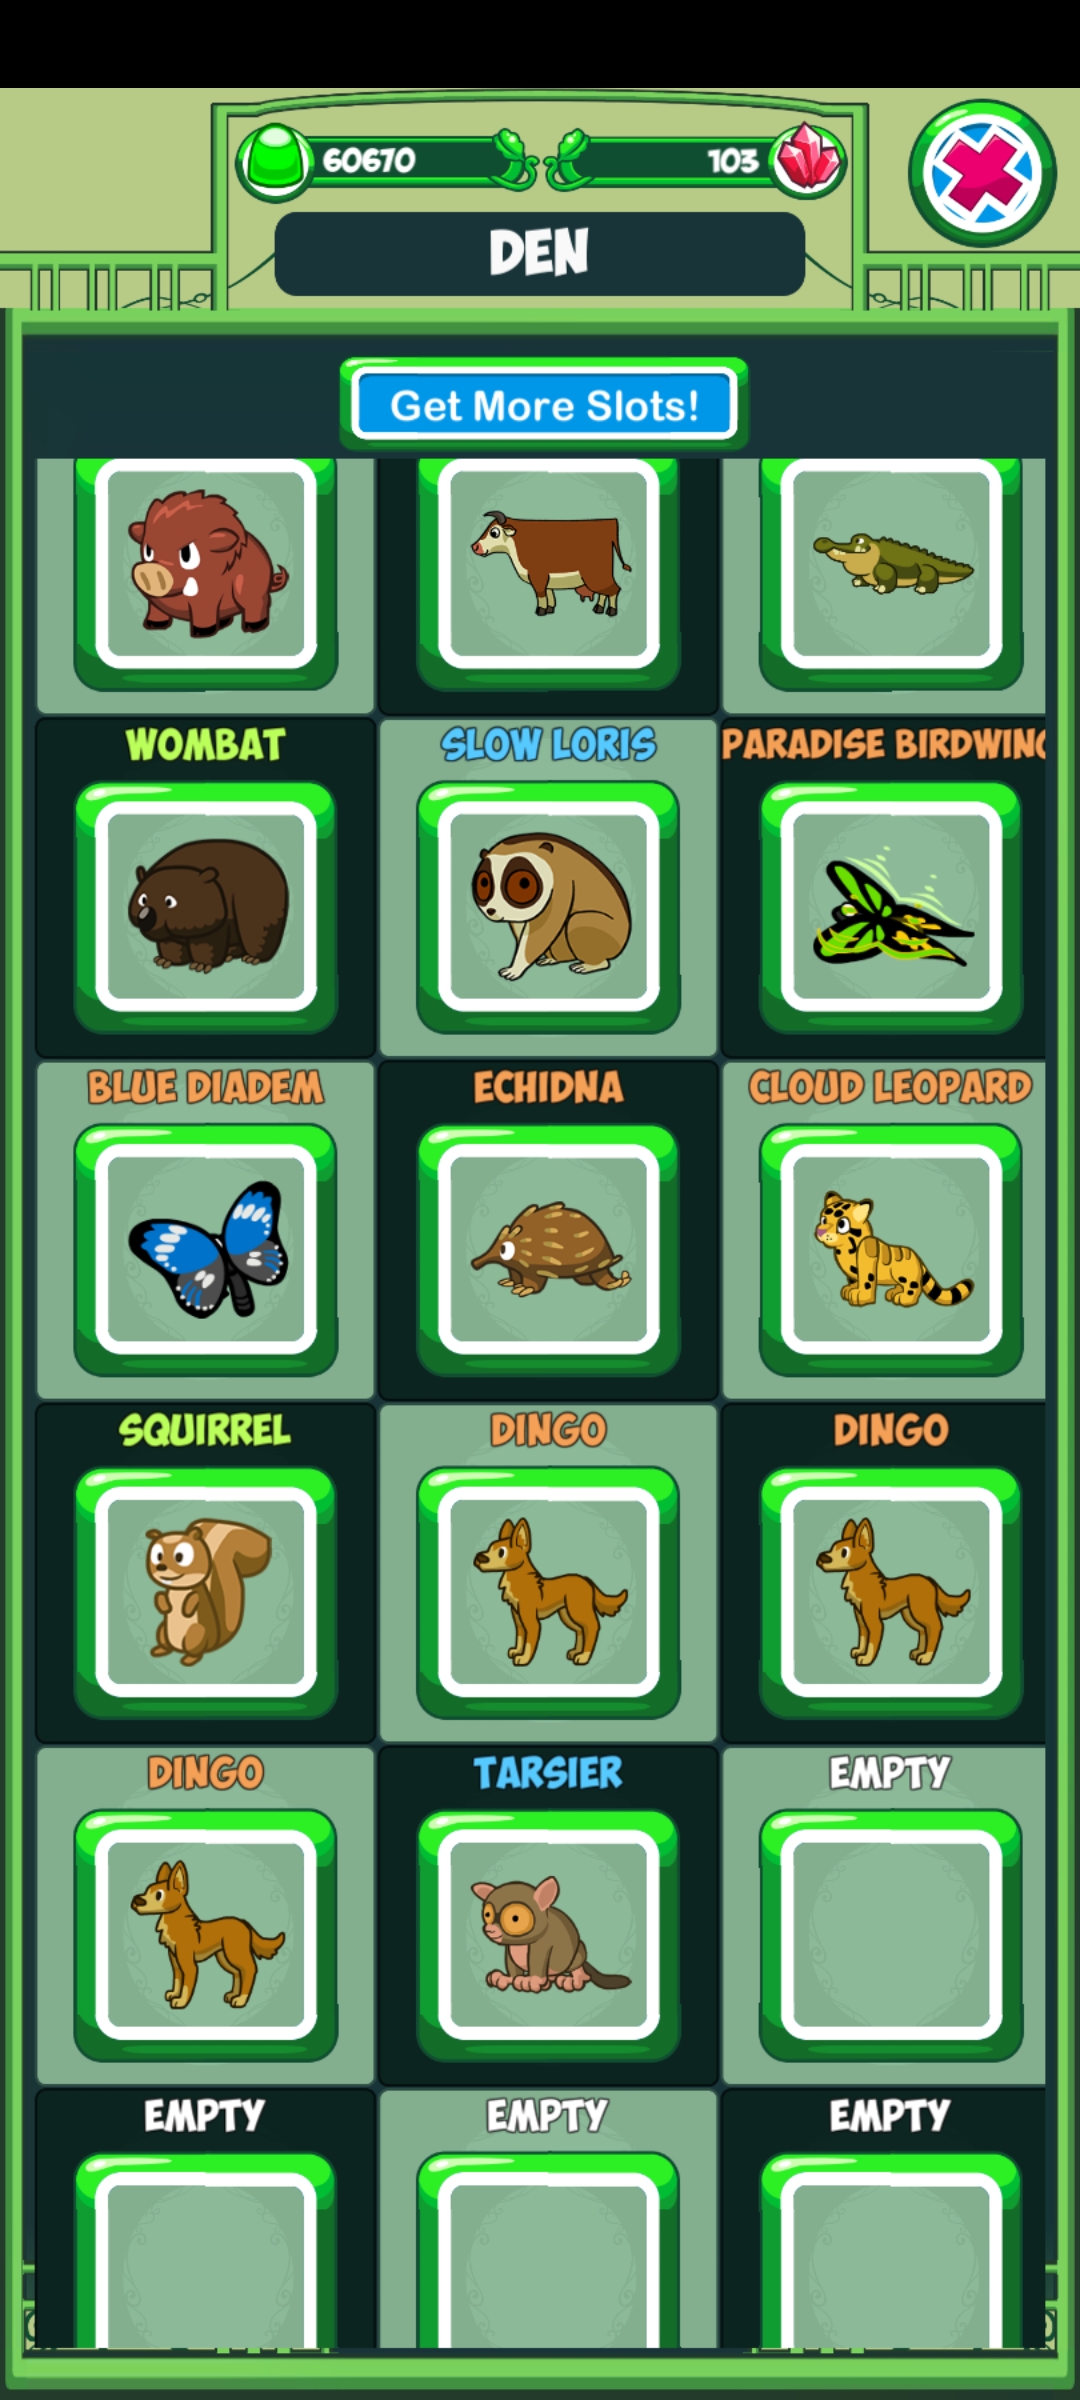 60670
103
DEN
Get More Slots!
WOMBAT
SLOW LORIS
PARADISE BIRDWING
BLUE DIADEM
ECHIDNA
CLOUD LEOPARD
SQUIRREL
DINGO
DINGO
DINGO
TARSIER
EMPTY
EMPTY
EMPTY
EMPTY